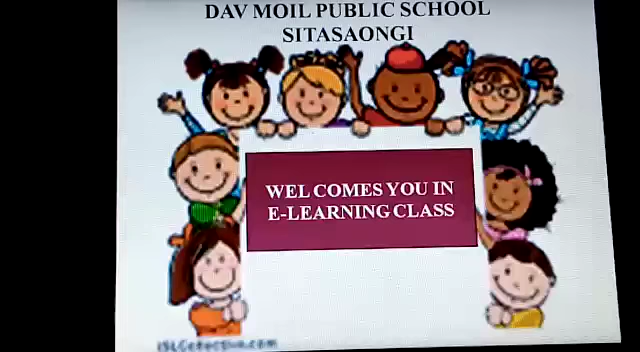 DAV MOIL PUBLIC SCHOOL
SITASAONGI
WEL COMES YOU IN
E-LEARNING CLASS